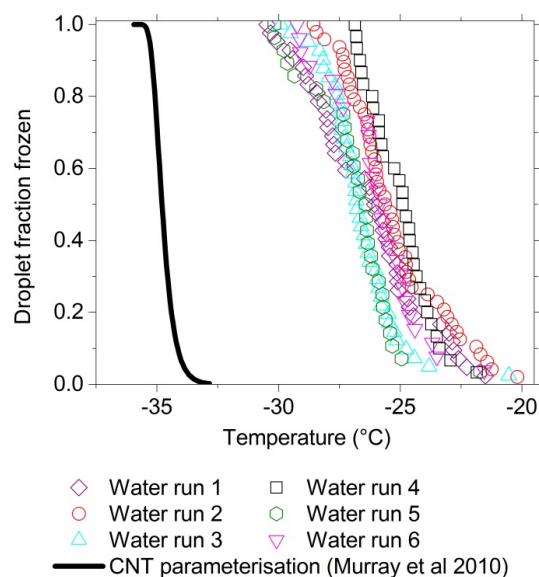 1.0
0.8
0.6
0.4
0.2
0.0
Droplet fraction frozen
-35
-30
-25
-20
Temperature (°C)
Water run 1
Water run 4
Water run 2
Water run 5
Water run 3
Water run 6
CNT parameterisation (Murray et al 2010)